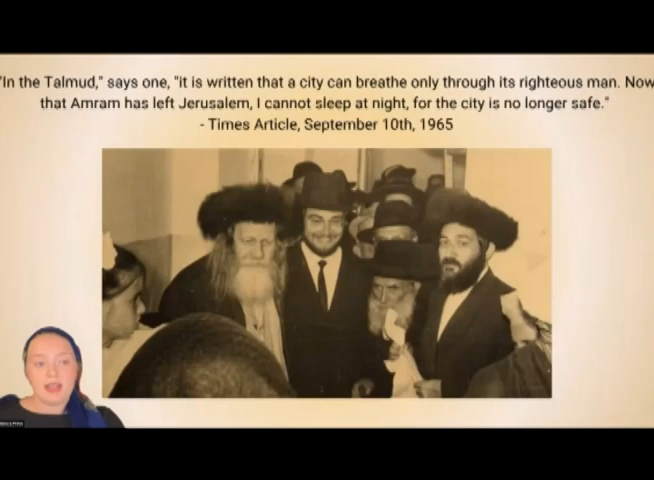 "In the Talmud," says one, "it is written that a city can breathe only through its righteous man. Now
that Amram has left Jerusalem, I cannot sleep at night, for the city is no longer safe."
- Times Article, September 10th, 1965